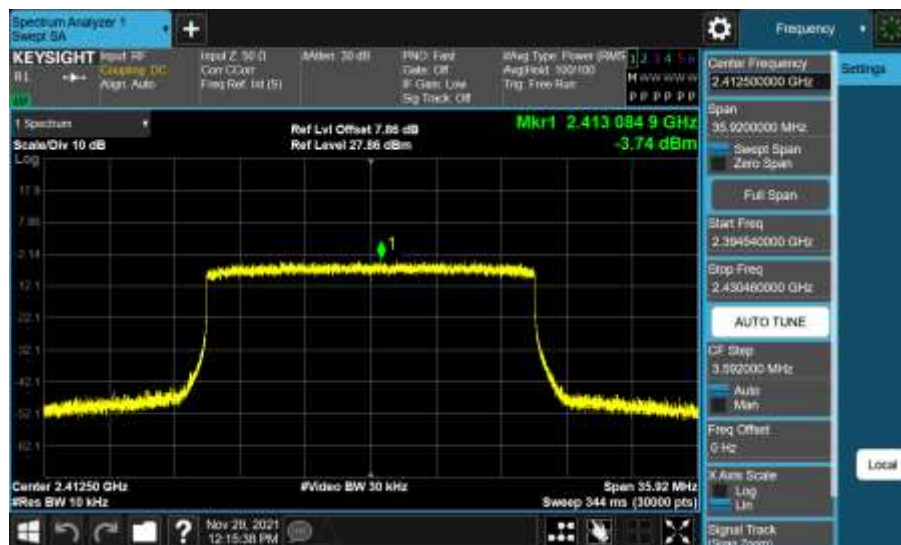 Spectrum Analyzer 1
Swept SA
+
Frequency
KEYSIGHT
Input: RF
Coupling: DC
Align: Auto
Input Z: 50 Ω
Corr CCorr
Freq Ref: Int (S)
#Atten: 30 dB
PNO: Fast
Gate: Off
IF Gain: Low
Sig Track: Off
#Avg Type: Power (RMS
Avg|Hold: 100/100
Trig: Free Run
1 2 3 4 5 6
M W W W W W
P P P P P P
1 Spectrum
Scale/Div 10 dB
Log
Ref Lvl Offset 7.86 dB
Ref Level 27.86 dBm
Mkr1 2.413 084 9 GHz
-3.74 dBm
17.9
7.86
-2.14
1
-12.1
-32.1
-42.1
-52.1
-62.1
Center 2.41250 GHz
#Res BW 10 kHz
#Video BW 30 kHz
Span 35.92 MHz
Sweep 344 ms (30000 pts)
?
Nov 29, 2021
12:15:38 PM
Center Frequency
2.412500000 GHz
Span
35.9200000 MHz
Swept Span
Zero Span
Full Span
Start Freq
2.394540000 GHz
Stop Freq
2.430460000 GHz
AUTO TUNE
CF Step
3.592000 MHz
Auto
Man
Freq Offset
0 Hz
X Axis Scale
Log
Lin
Signal Track
(Span Zoom)
Settings
Local